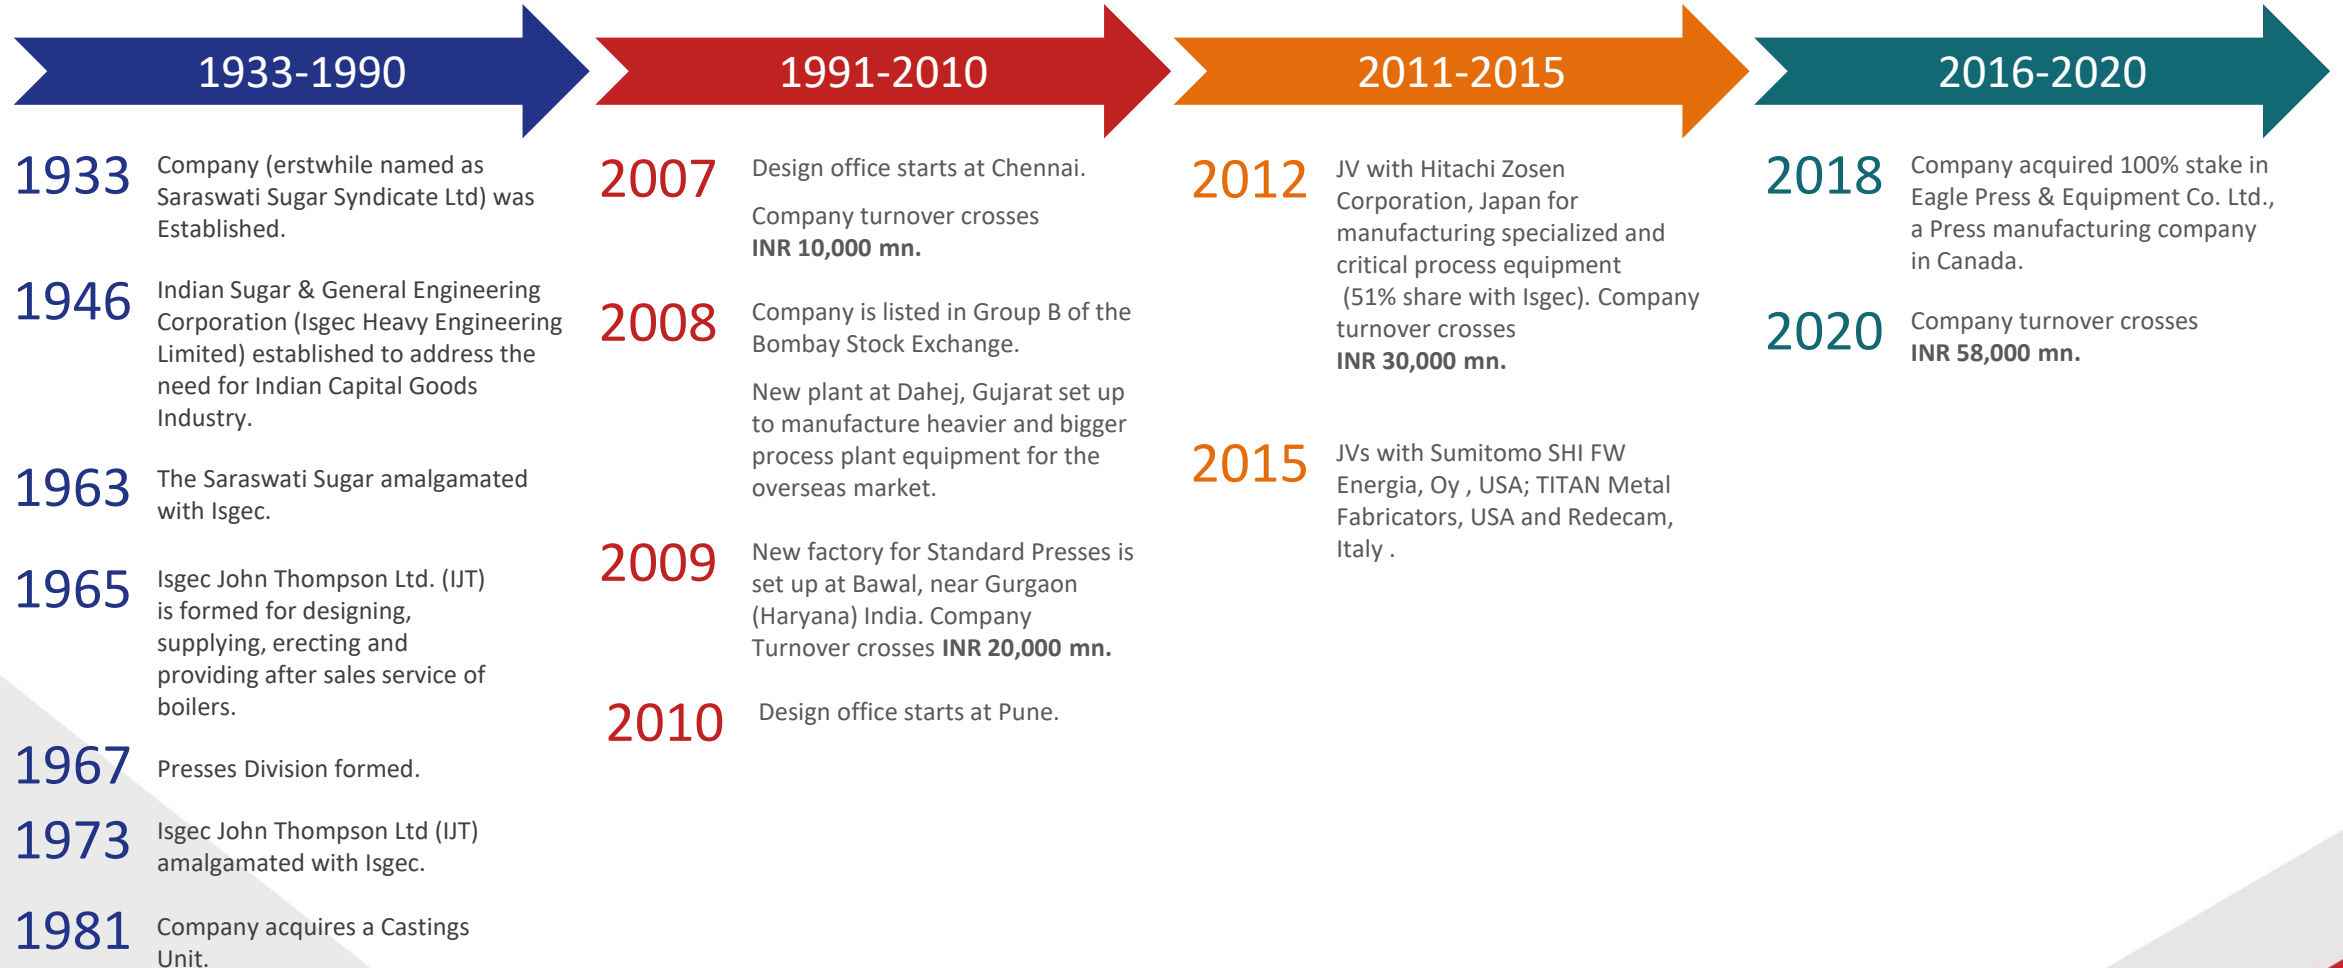 1933-1990
1933
Company (erstwhile named as
Saraswati Sugar Syndicate Ltd) was
Established.
1946
Indian Sugar & General Engineering
Corporation (Isgec Heavy Engineering
Limited) established to address the
need for Indian Capital Goods
Industry.
1963
The Saraswati Sugar amalgamated
with Isgec.
1965
Isgec John Thompson Ltd. (IJT)
is formed for designing,
supplying, erecting and
providing after sales service of
boilers.
1967
Presses Division formed.
1973
Isgec John Thompson Ltd (IJT)
amalgamated with Isgec.
1981
Company acquires a Castings
Unit.
1991-2010
2007
Design office starts at Chennai.
Company turnover crosses
INR 10,000 mn.
2008
Company is listed in Group B of the
Bombay Stock Exchange.
New plant at Dahej, Gujarat set up
to manufacture heavier and bigger
process plant equipment for the
overseas market.
2009
New factory for Standard Presses is
set up at Bawal, near Gurgaon
(Haryana) India. Company
Turnover crosses INR 20,000 mn.
2010
Design office starts at Pune.
2011-2015
2012
JV with Hitachi Zosen
Corporation, Japan for
manufacturing specialized and
critical process equipment
(51% share with Isgec). Company
turnover crosses
INR 30,000 mn.
2015
JVs with Sumitomo SHI FW
Energia, Oy , USA; TITAN Metal
Fabricators, USA and Redecam,
Italy .
2016-2020
2018
Company acquired 100% stake in
Eagle Press & Equipment Co. Ltd.,
a Press manufacturing company
in Canada.
2020
Company turnover crosses
INR 58,000 mn.